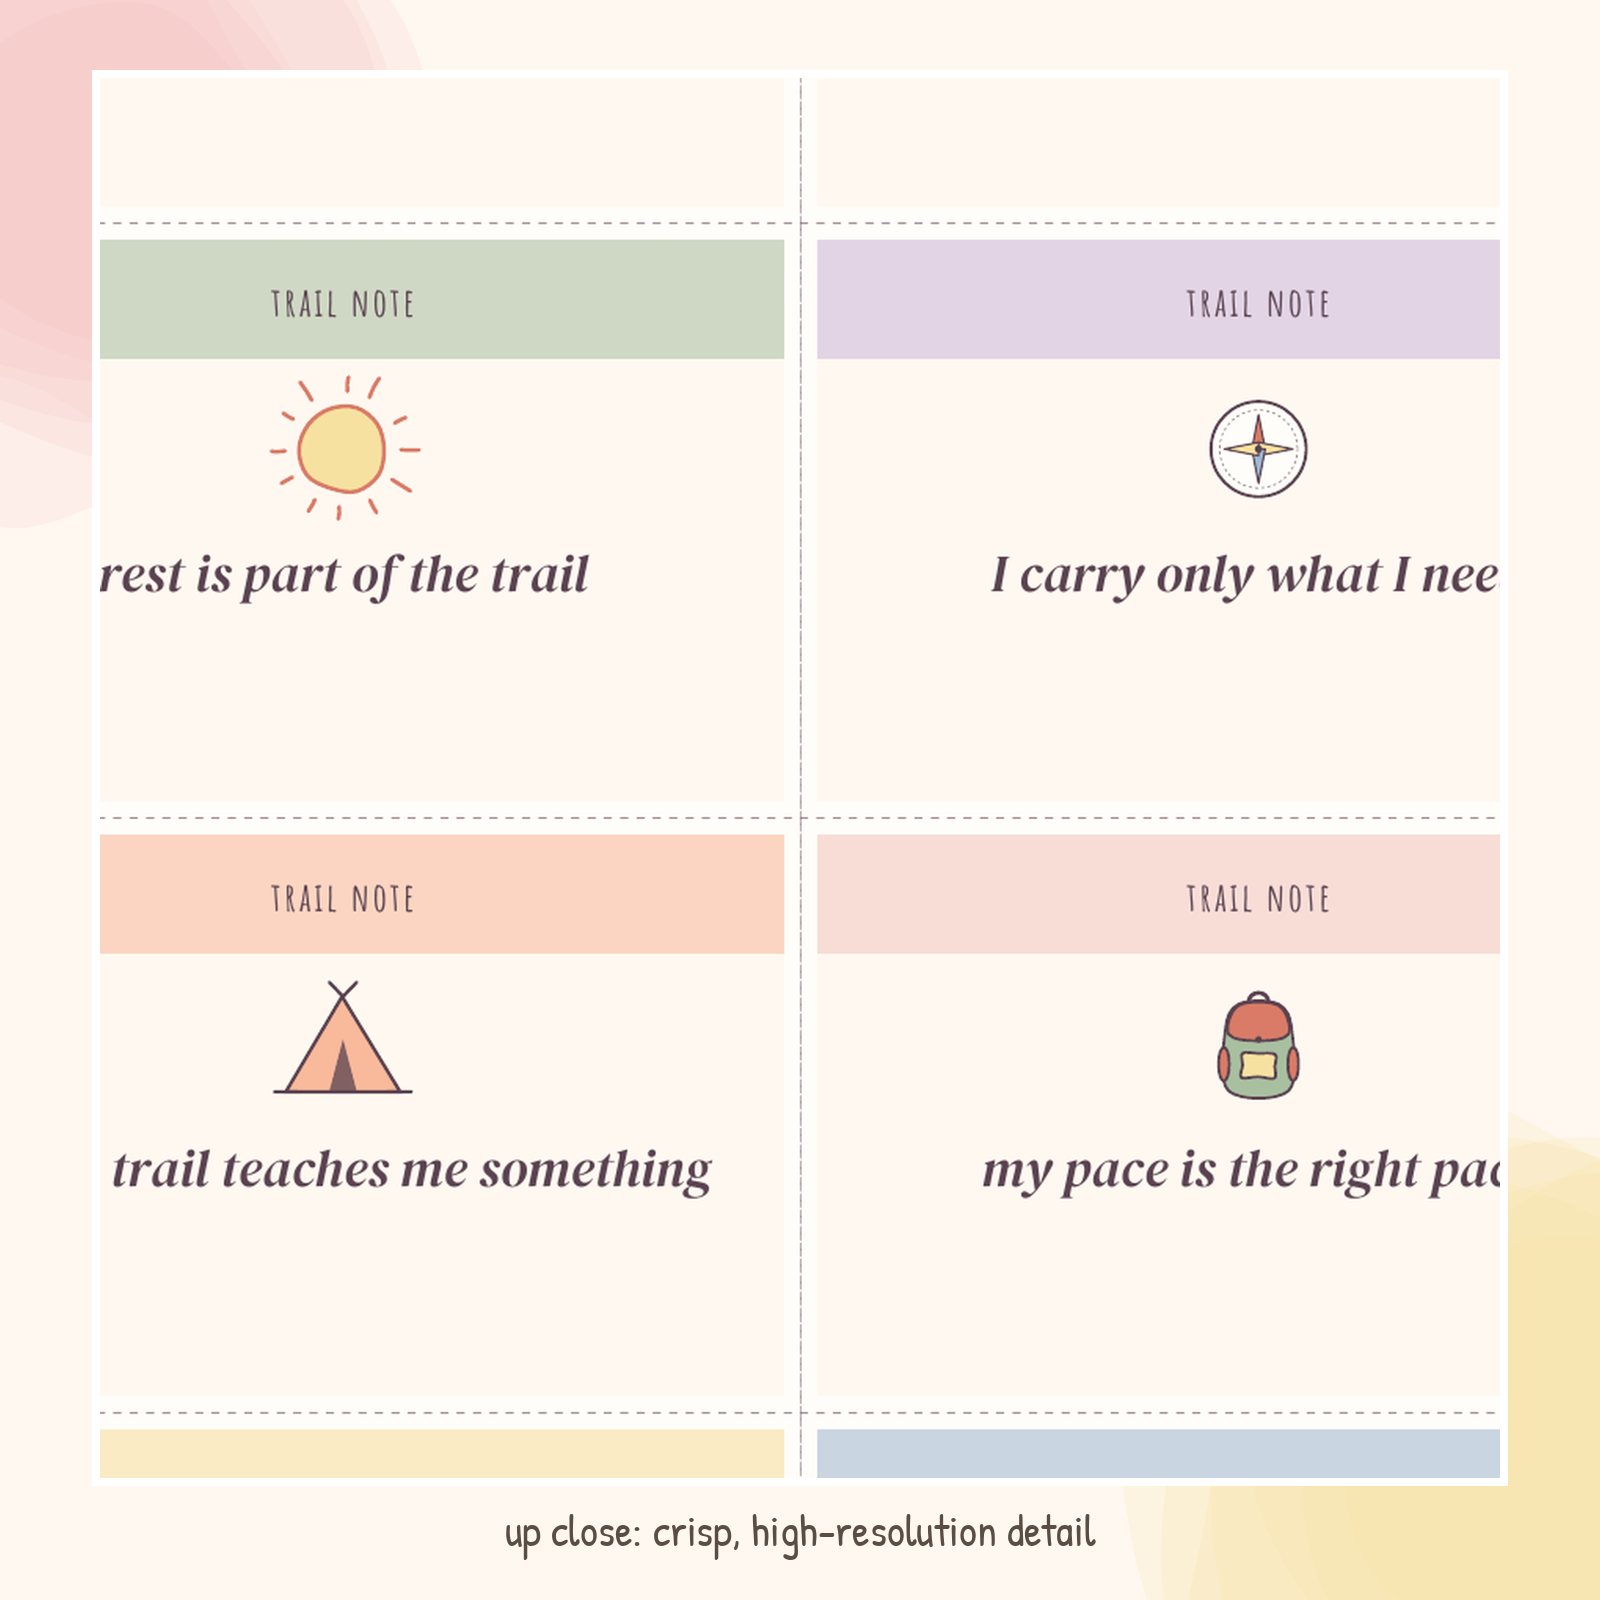 TRAIL NOTE
TRAIL NOTE
rest is part of the trail
I carry only what I nee
TRAIL NOTE
TRAIL NOTE
trail teaches me something
my pace is the right pac
up close: crisp, high-resolution detail